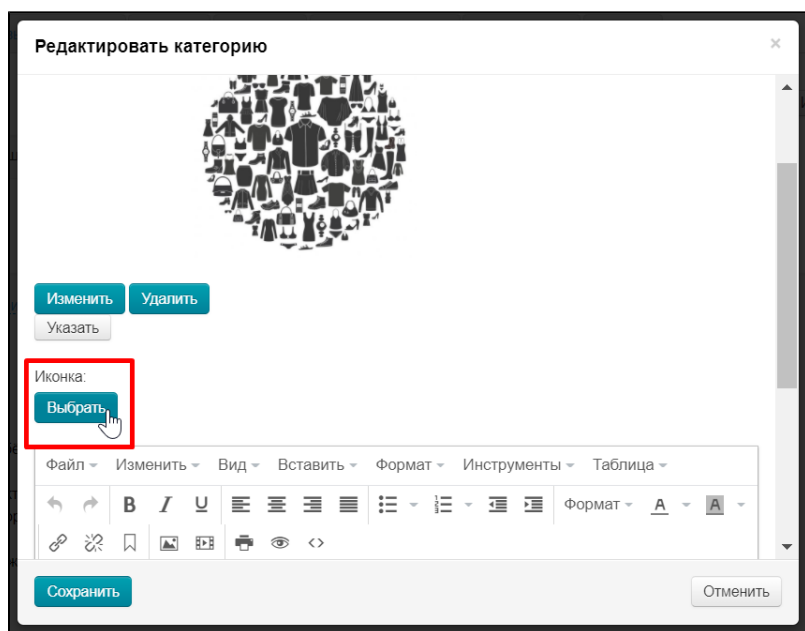 Редактировать категорию
Изменить Удалить
Указать
Иконка:
Выбрать
Файл Изменить Вид Вставить Формат Инструменты Таблица
B I U Формат A A
Сохранить Отменить